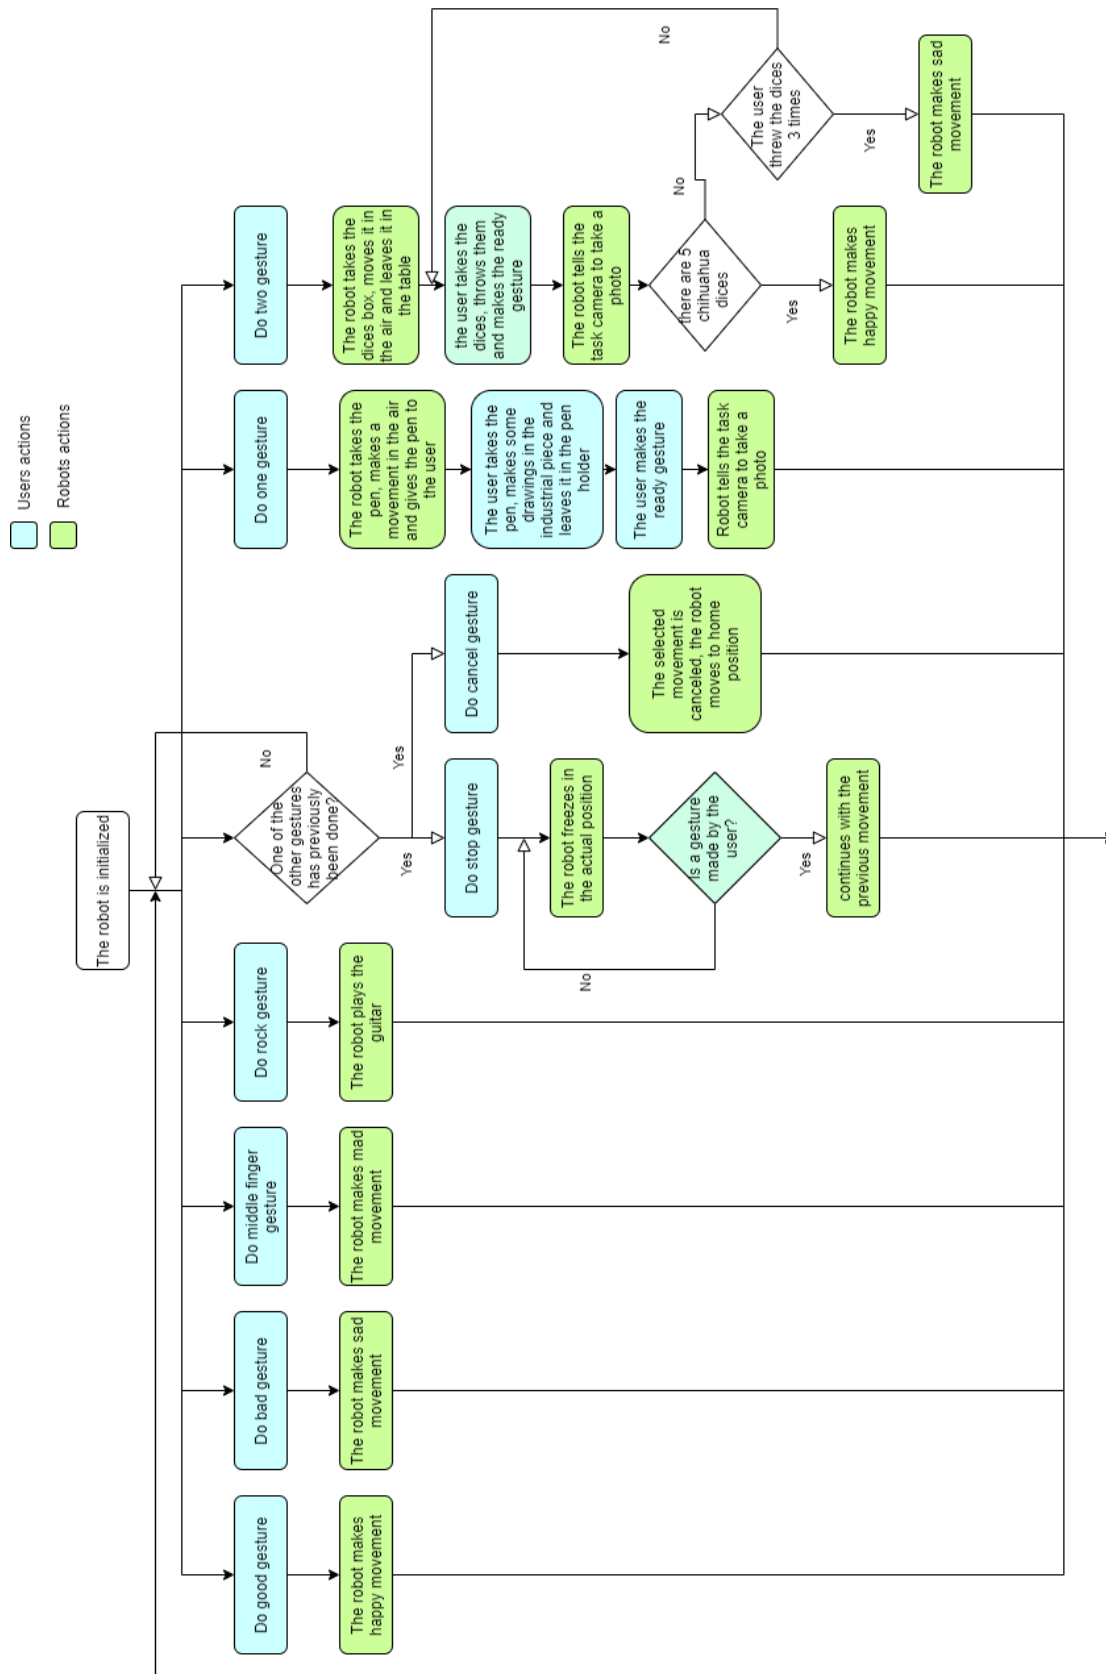 Users actions
Robots actions
The robot is initialized
Do good gesture
The robot makes
happy movement
Do bad gesture
The robot makes sad
movement
Do middle finger
gesture
The robot makes mad
movement
Do rock gesture
The robot plays the
guitar
One of the
other gestures
has previously
been done?
No
Yes
Yes
Do stop gesture
The robot freezes in
the actual position
Is a gesture
made by the
user?
No
Yes
continues with the
previous movement
Do cancel gesture
The selected
movement is
canceled, the robot
moves to home
position
Do one gesture
The robot takes the
pen, makes a
movement in the air
and gives the pen to
the user
The user takes the
pen, makes some
drawings in the
industrial piece and
leaves it in the pen
holder
The user makes the
ready gesture
Robot tells the task
camera to take a
photo
Do two gesture
The robot takes the
dices box, moves it in
the air and leaves it in
the table
the user takes the
dices, throws them
and makes the ready
gesture
The robot tells the
task camera to take a
photo
there are 5
chihuahua
dices
No
Yes
The robot makes
happy movement
The user
threw the dices
3 times
No
Yes
The robot makes sad
movement